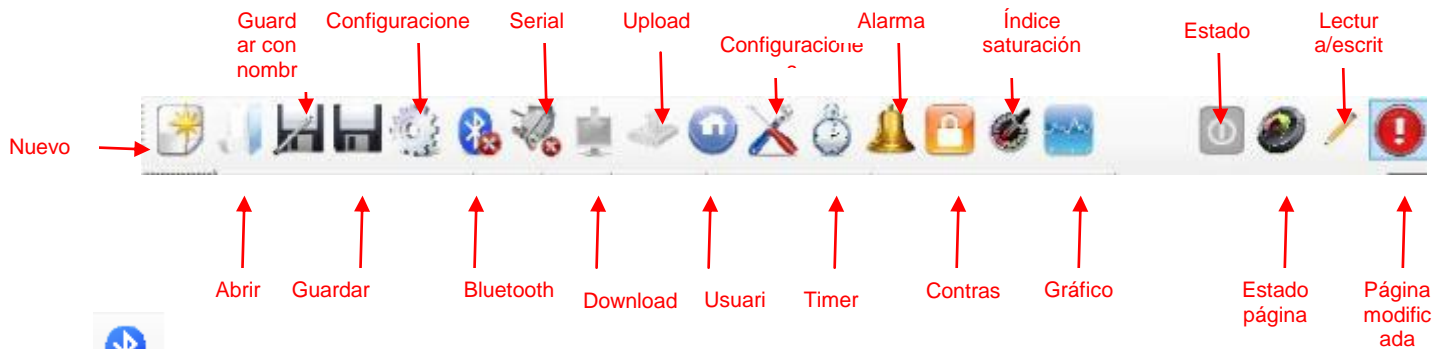 Guard
ar con
nombr
Configuracione
Serial
Upload
Configuracione
Alarma
Índice
saturación
Estado
Lectur
a/escrit
Nuevo
Abrir
Guardar
Bluetooth
Download
Usuari
Timer
Contras
Gráfico
Estado
página
Página
modific
ada